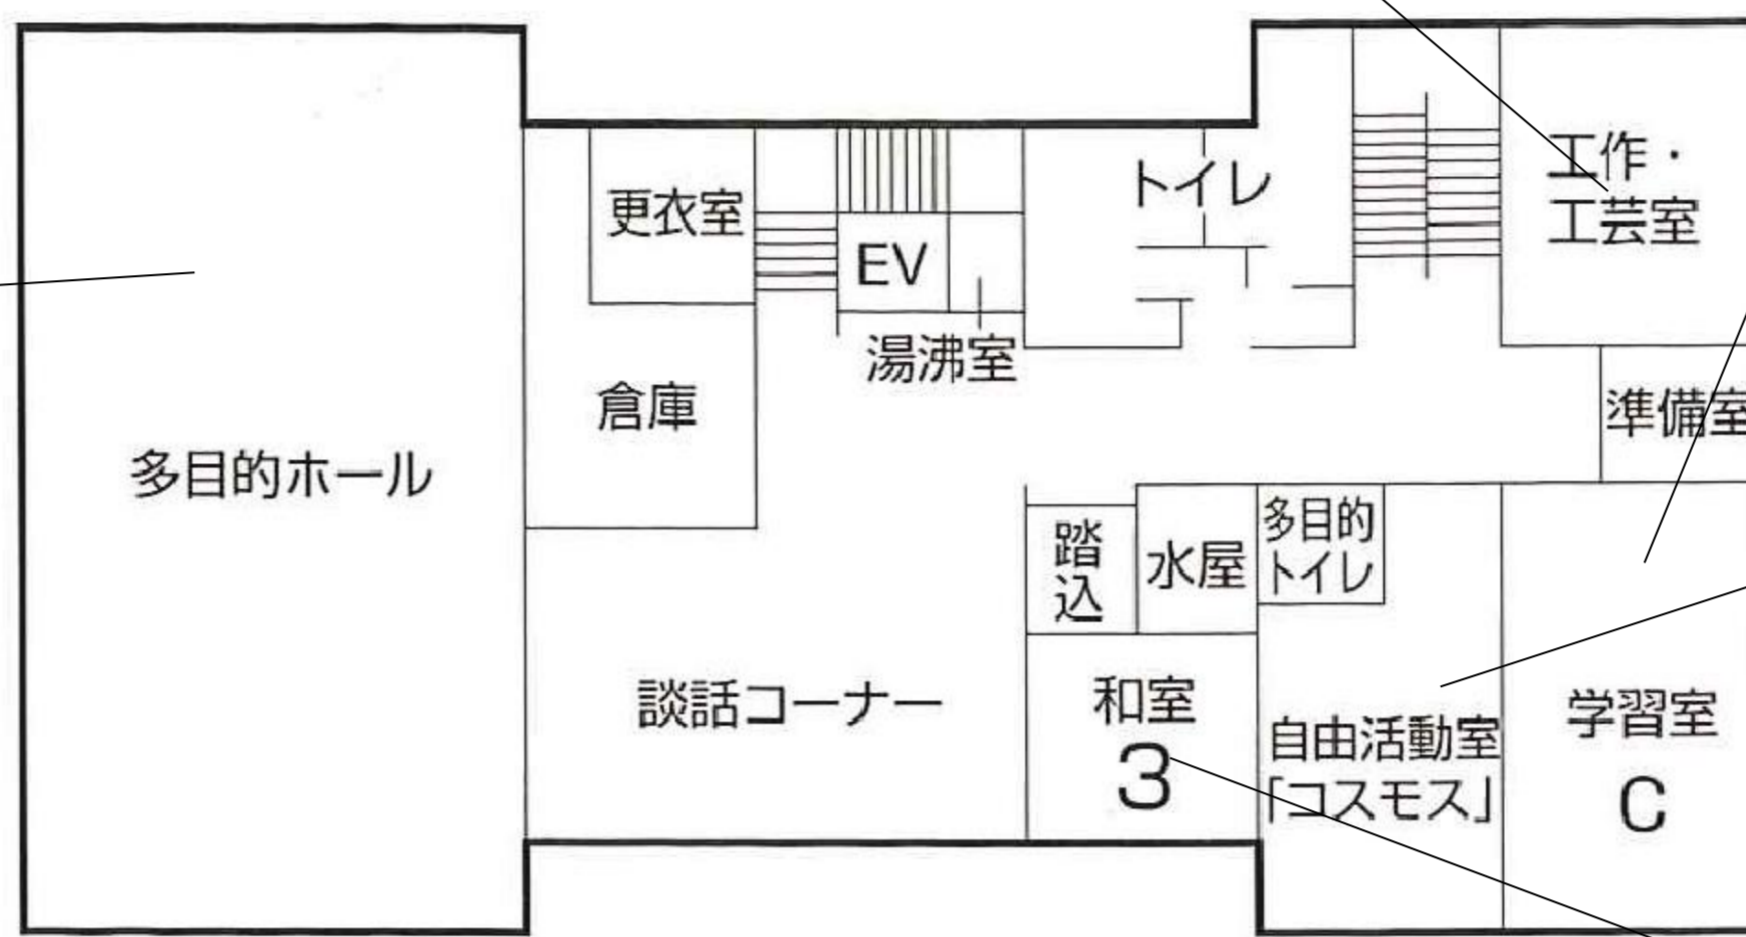 多目的ホール
更衣室
倉庫
EV
湯沸室
トイレ
工作・
工芸室
準備室
談話コーナー
踏
込
水屋
多目的
トイレ
和室
3
自由活動室
「コスモス」
学習室
C